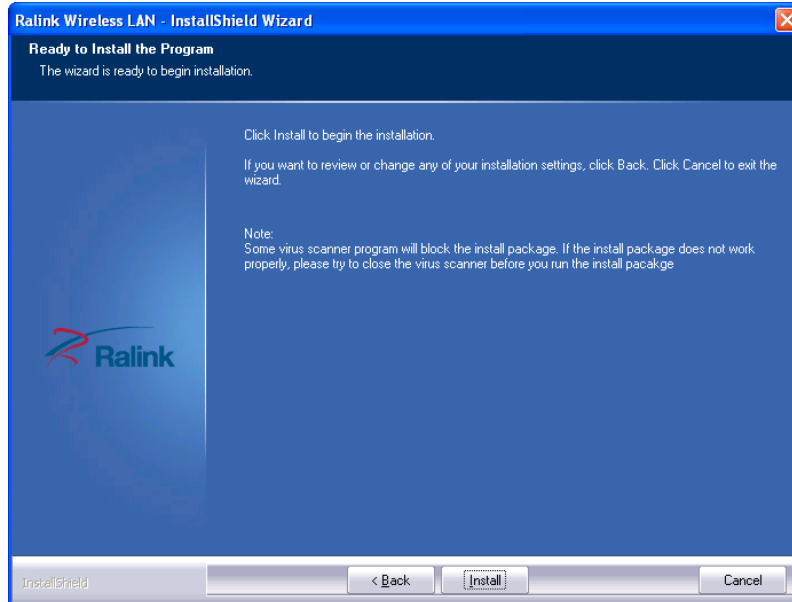 Ralink Wireless LAN - InstallShield Wizard
Ready to Install the Program
The wizard is ready to begin installation.
Click Install to begin the installation.
If you want to review or change any of your installation settings, click Back. Click Cancel to exit the
wizard.
Note:
Some virus scanner program will block the install package. If the install package does not work
properly, please try to close the virus scanner before you run the install pacakge
Ralink
InstallShield
< Back
Install
Cancel